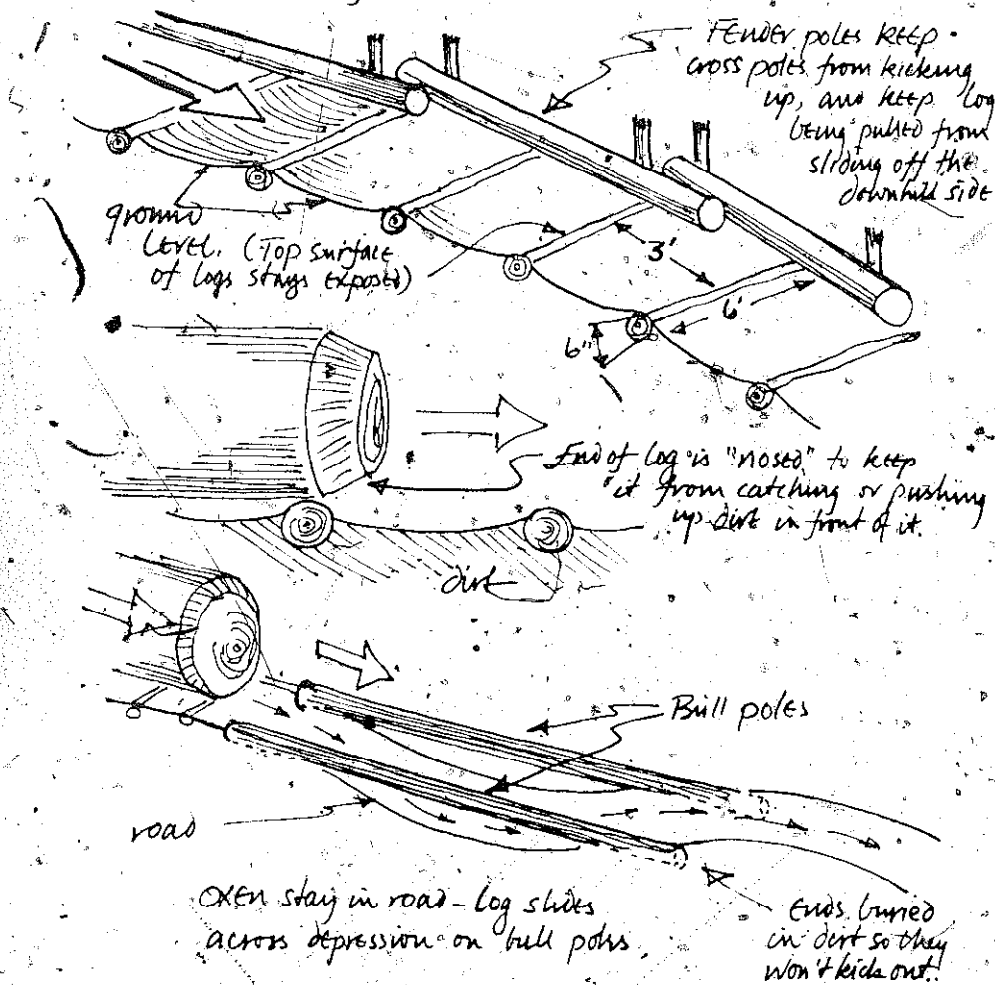 Fender poles keep
cross poles from kicking
up, and keep log
being pulled from
sliding off the
downhill side
ground
level. (Top surface
of logs stays exposed)
3'
6'
6"
End of log is "nosed" to keep
it from catching or pushing
up dirt in front of it.
dirt
Bull poles
road
Oxen stay in road - log slides
across depression on bull poles.
Ends buried
in dirt so they
won't kick out.